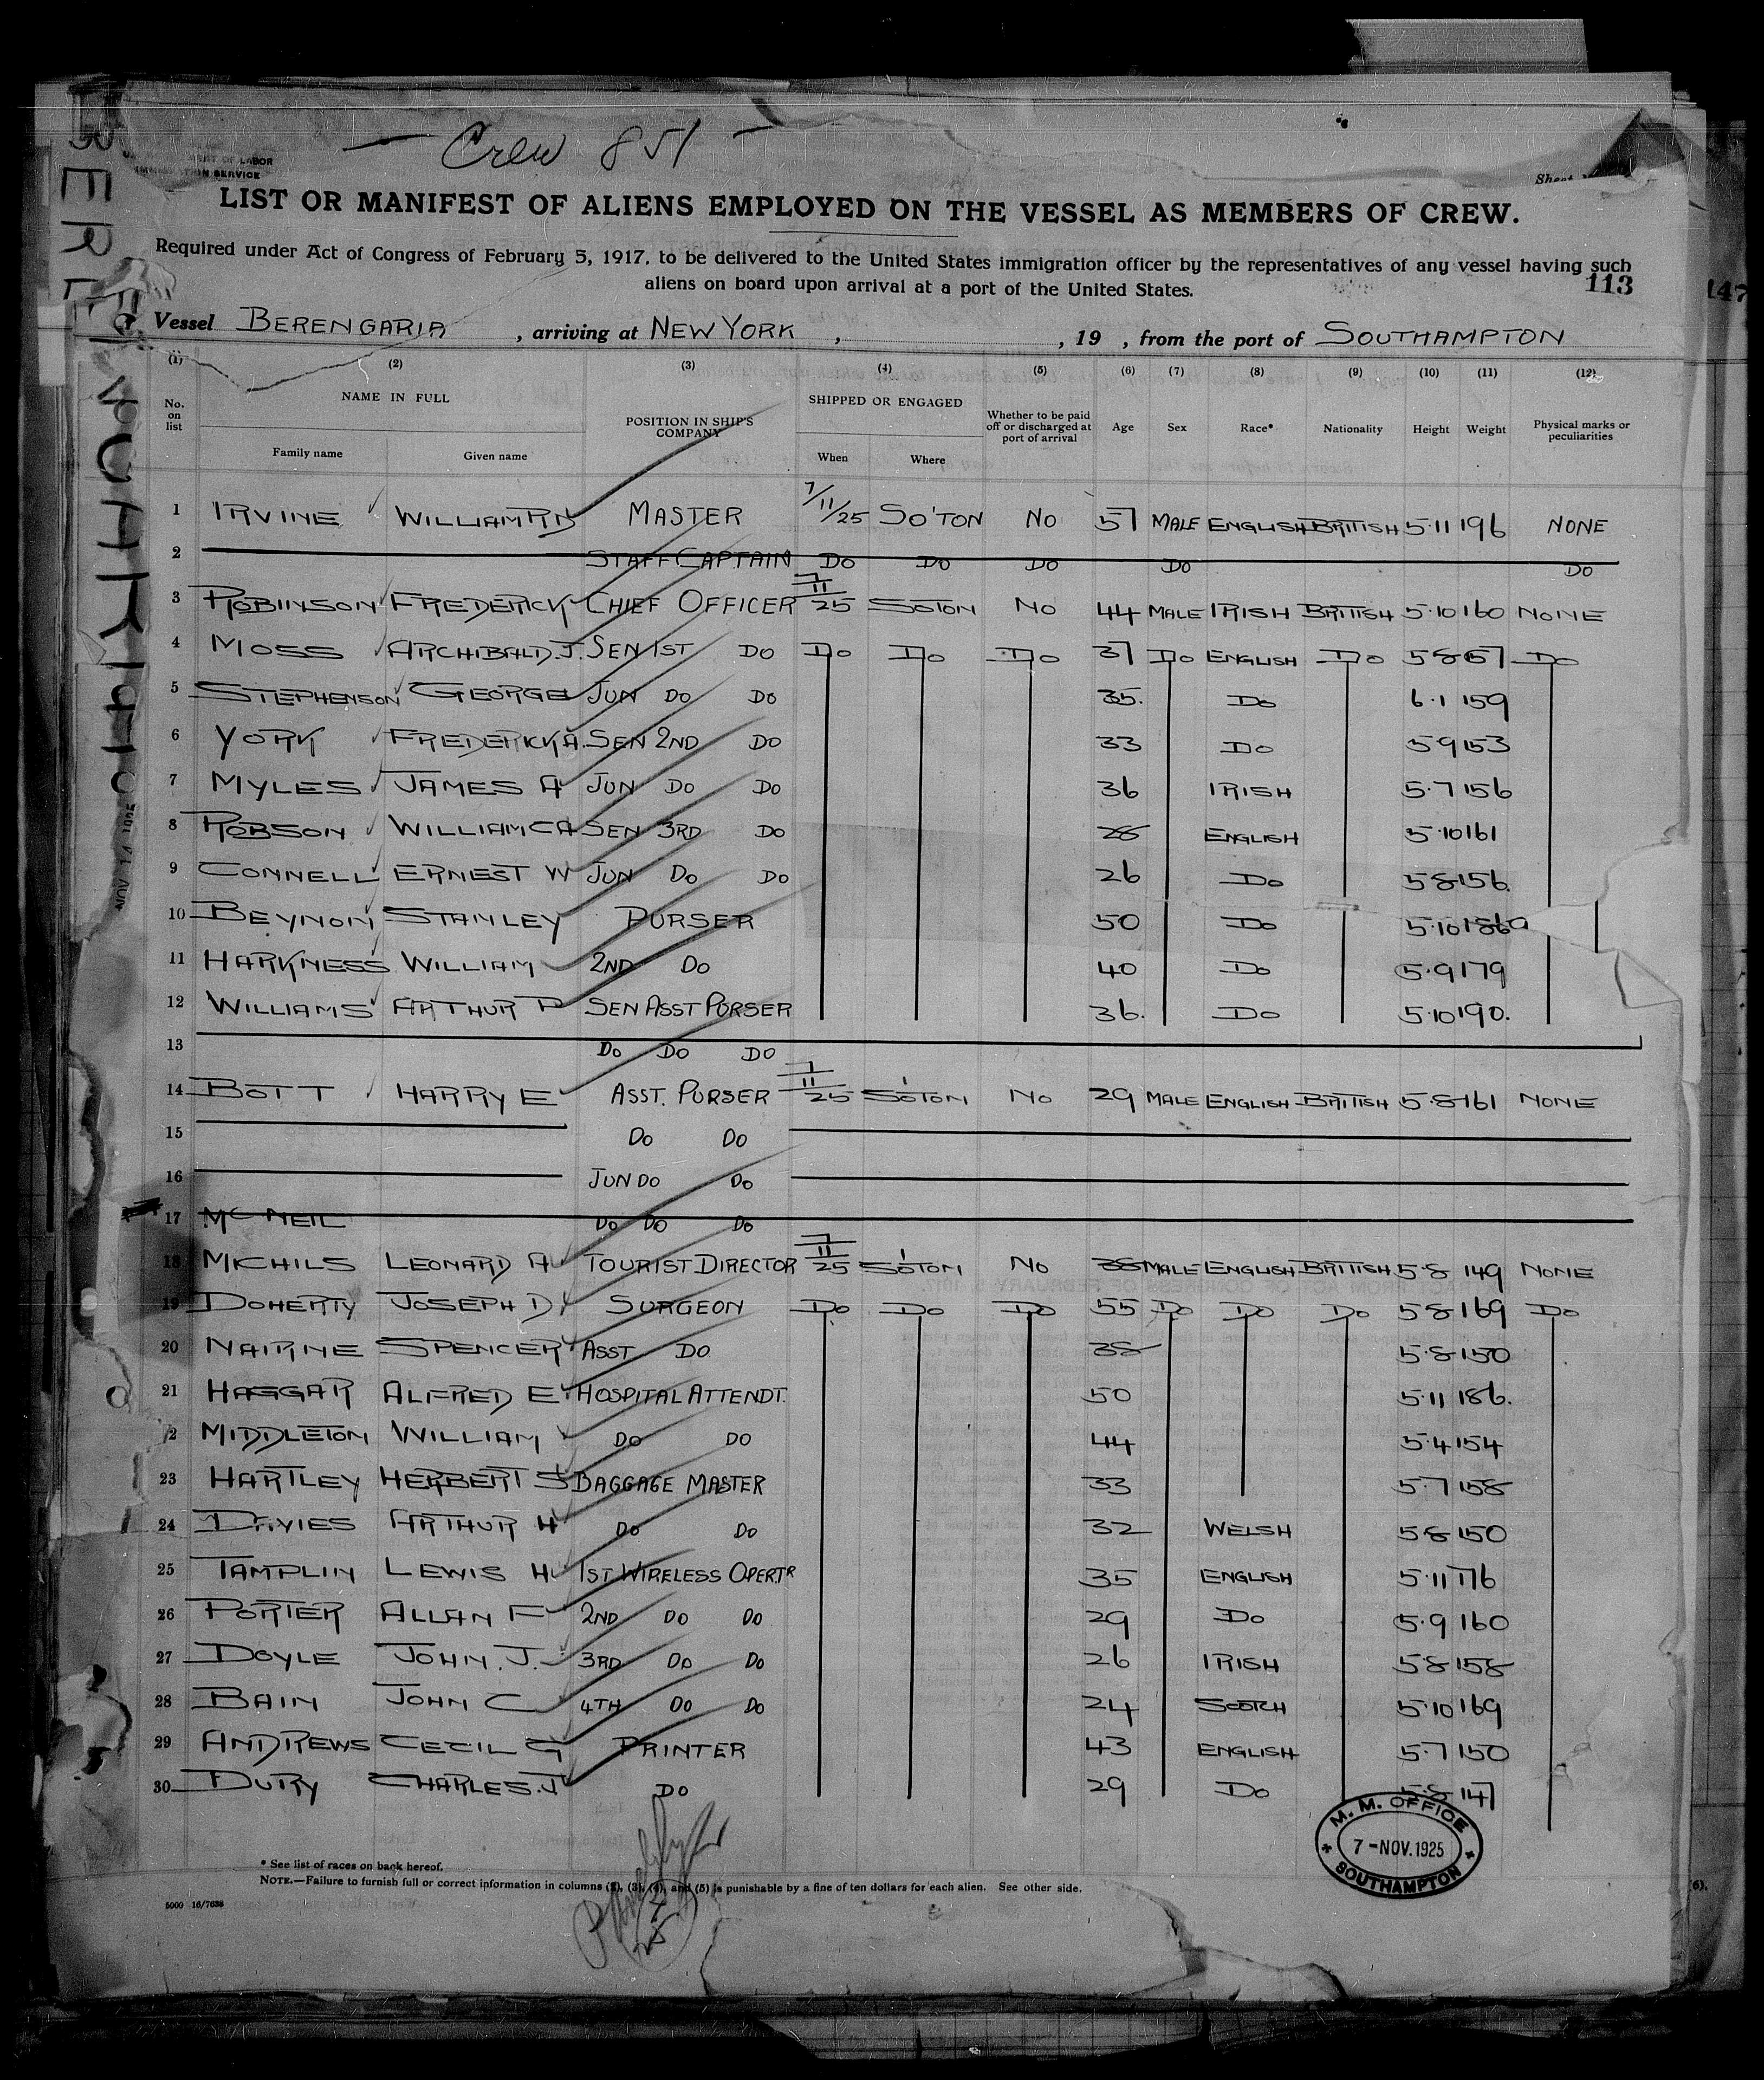 Crew 851
LABOR
SERVICE
LIST OR MANIFEST OF ALIENS EMPLOYED ON THE VESSEL AS MEMBERS OF CREW.
Required under Act of Congress of February 5, 1917, to be delivered to the United States immigration officer by the representatives of any vessel having such
aliens on board upon arrival at a port of the United States.
113
147
Vessel BERENGARIA, arriving at NEW YORK, , 19 , from the port of SOUTHAMPTON
(1) (2) (3) (4) (5) (6) (7) (8) (9) (10) (11) (12)
No. on list NAME IN FULL Family name Given name POSITION IN SHIP'S COMPANY SHIPPED OR ENGAGED When Where Whether to be paid off or discharged at port of arrival Age Sex Race* Nationality Height Weight Physical marks or peculiarities
1 IRVINE WILLIAM R D MASTER 7/11/25 SO'TON NO 57 MALE ENGLISH BRITISH 5·11 196 NONE
2 STAFF CAPTAIN DO DO DO DO DO
3 ROBINSON FREDERICK CHIEF OFFICER 7/11/25 SOTON NO 44 MALE IRISH BRITISH 5·10 160 NONE
4 MOSS ARCHIBALD. J. SEN 1ST DO DO DO DO 37 DO ENGLISH DO 5 8 DO
5 STEPHENSON GEORGE JUN DO DO 35. DO 6·1 159
6 YORK FREDERICK A. SEN 2ND DO 33 DO 5 9 153
7 MYLES JAMES A JUN DO DO 36 IRISH 5·7 156
8 ROBSON WILLIAM C A SEN 3RD DO 28 ENGLISH 5·10 161
9 CONNELL ERNEST W JUN DO DO 26 DO 5 8 156.
10 BEYNON STANLEY PURSER 50 DO 5·10 186
11 HARKNESS WILLIAM 2ND DO 40 DO 5·9 179
12 WILLIAMS ARTHUR P SEN ASST PURSER 36. DO 5·10 190.
13 DO DO DO
14 BOTT HARRY E ASST. PURSER 7/11/25 SO'TON NO 29 MALE ENGLISH BRITISH 5·8 161 NONE
15 DO DO
16 JUN DO DO
17 MC NEIL DO DO DO
18 MICHILS LEONARD A TOURIST DIRECTOR 7/11/25 SO'TON NO 38 MALE ENGLISH BRITISH 5·8 149 NONE
19 DOHERTY JOSEPH D SURGEON DO DO DO 55 DO DO DO 5 8 169 DO
20 NAIRNE SPENCER ASST DO 38 5·8 150
21 HAGGAR ALFRED E HOSPITAL ATTENDT. 50 5·11 186.
2 MIDDLETON WILLIAM DO DO 44 5·4 154
23 HARTLEY HERBERT S BAGGAGE MASTER 33 5·7 158
24 DAVIES ARTHUR H DO DO 32 WELSH 5 8 150
25 TAMPLIN LEWIS H 1ST WIRELESS OPERTR 35 ENGLISH 5·11 176
26 PORTER ALLAN F 2ND DO DO 29 DO 5·9 160
27 DOYLE JOHN. J. 3RD DO DO 26 IRISH 5 8 158
28 BAIN JOHN C 4TH DO DO 24 SCOTCH 5·10 169
29 ANDREWS CECIL G PRINTER 43 ENGLISH 5·7 150
30 DURY CHARLES. J DO 29 DO 5·8 147
M. M. OFFICE
7-NOV.1925
SOUTHAMPTON
* See list of races on back hereof.
NOTE.—Failure to furnish full or correct information in columns (2), (3), (4), and (5) is punishable by a fine of ten dollars for each alien. See other side.
5000 16/7638